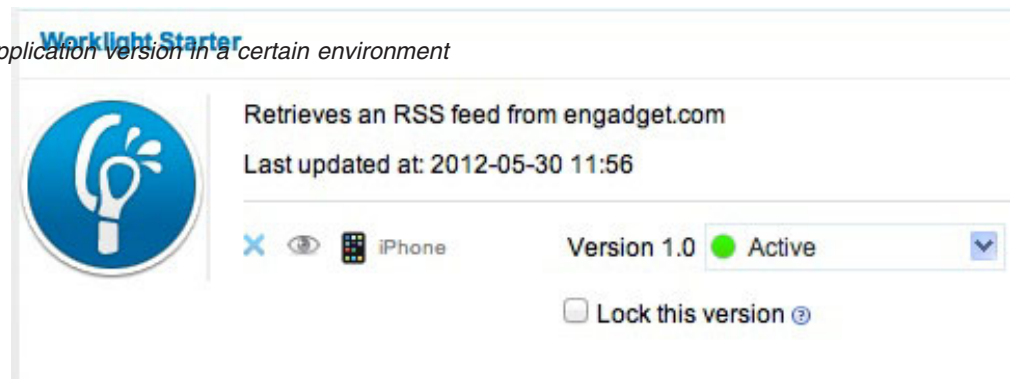 Worklight Starter
pplication version in a certain environment
Retrieves an RSS feed from engadget.com
Last updated at: 2012-05-30 11:56
iPhone Version 1.0 Active
Lock this version ?